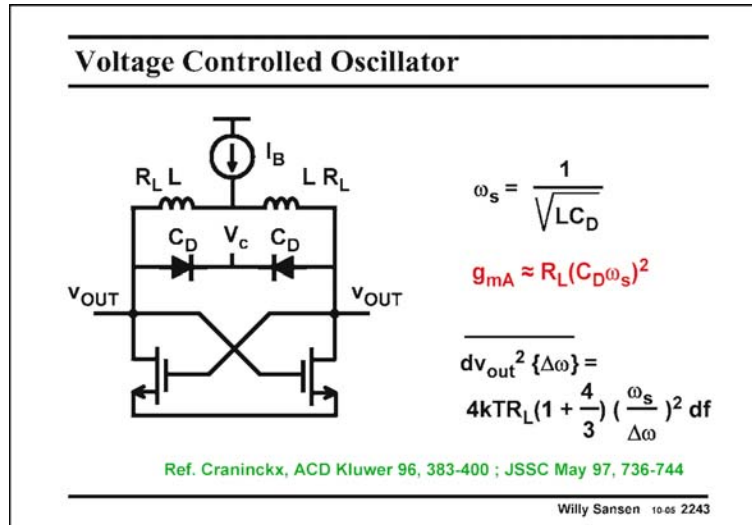 Voltage Controlled Oscillator
I_B
R_L L
L R_L
C_D
V_c
C_D
v_OUT
v_OUT
ω_s = 1 / √(LC_D)
g_mA ≈ R_L(C_Dω_s)²
dv_out² {Δω} =
4kTR_L(1 + 4/3) (ω_s/Δω)² df
Ref. Craninckx, ACD Kluwer 96, 383-400 ; JSSC May 97, 736-744
Willy Sansen 10-05 2243